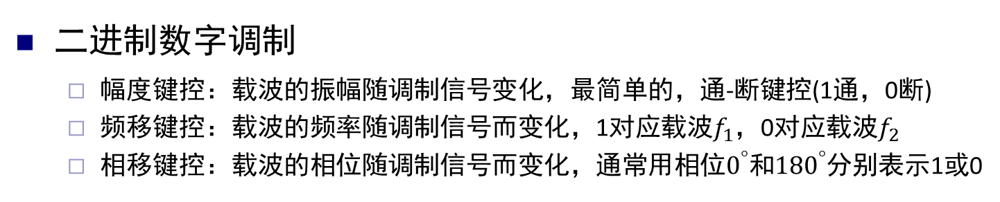 二进制数字调制
幅度键控：载波的振幅随调制信号变化，最简单的，通-断键控(1通，0断)
频移键控：载波的频率随调制信号而变化，1对应载波f₁，0对应载波f₂
相移键控：载波的相位随调制信号而变化，通常用相位0°和180°分别表示1或0